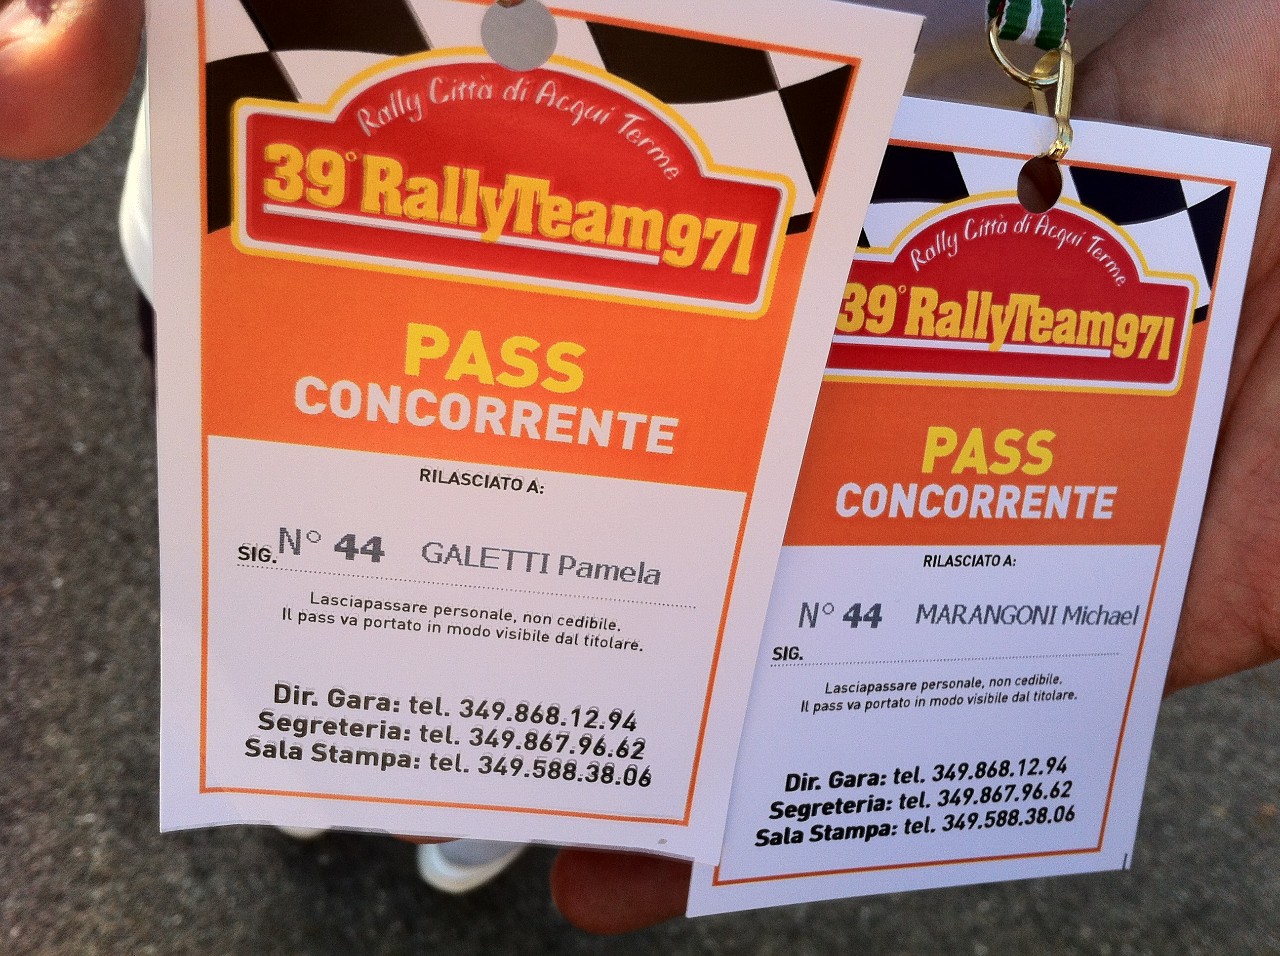 Rally Città di Acqui Terme
39° RallyTeam971
PASS
CONCORRENTE
RILASCIATO A:
SIG. N° 44 GALETTI Pamela
Lasciapassare personale, non cedibile.
Il pass va portato in modo visibile dal titolare.
Dir. Gara: tel. 349.868.12.94
Segreteria: tel. 349.867.96.62
Sala Stampa: tel. 349.588.38.06
Rally Città di Acqui Terme
39° RallyTeam971
PASS
CONCORRENTE
RILASCIATO A:
N° 44 MARANGONI Michael
SIG.
Lasciapassare personale, non cedibile.
Il pass va portato in modo visibile dal titolare.
Dir. Gara: tel. 349.868.12.94
Segreteria: tel. 349.867.96.62
Sala Stampa: tel. 349.588.38.06